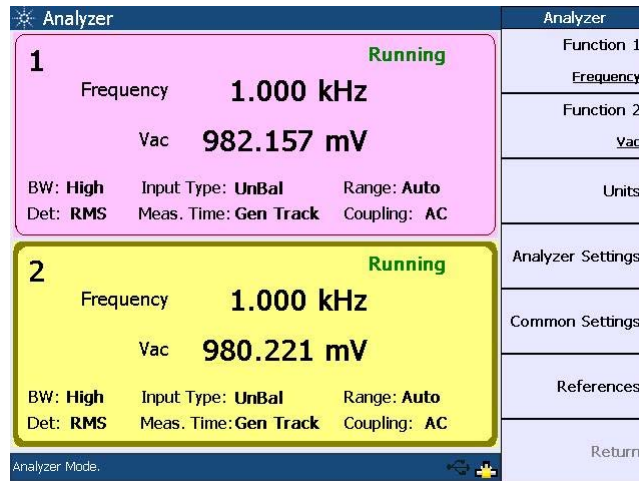 Analyzer
1
Running
Frequency 1.000 kHz
Vac 982.157 mV
BW: High Input Type: UnBal Range: Auto
Det: RMS Meas. Time: Gen Track Coupling: AC
2
Running
Frequency 1.000 kHz
Vac 980.221 mV
BW: High Input Type: UnBal Range: Auto
Det: RMS Meas. Time: Gen Track Coupling: AC
Analyzer Mode.
Analyzer
Function 1
Frequency
Function 2
Vac
Units
Analyzer Settings
Common Settings
References
Return